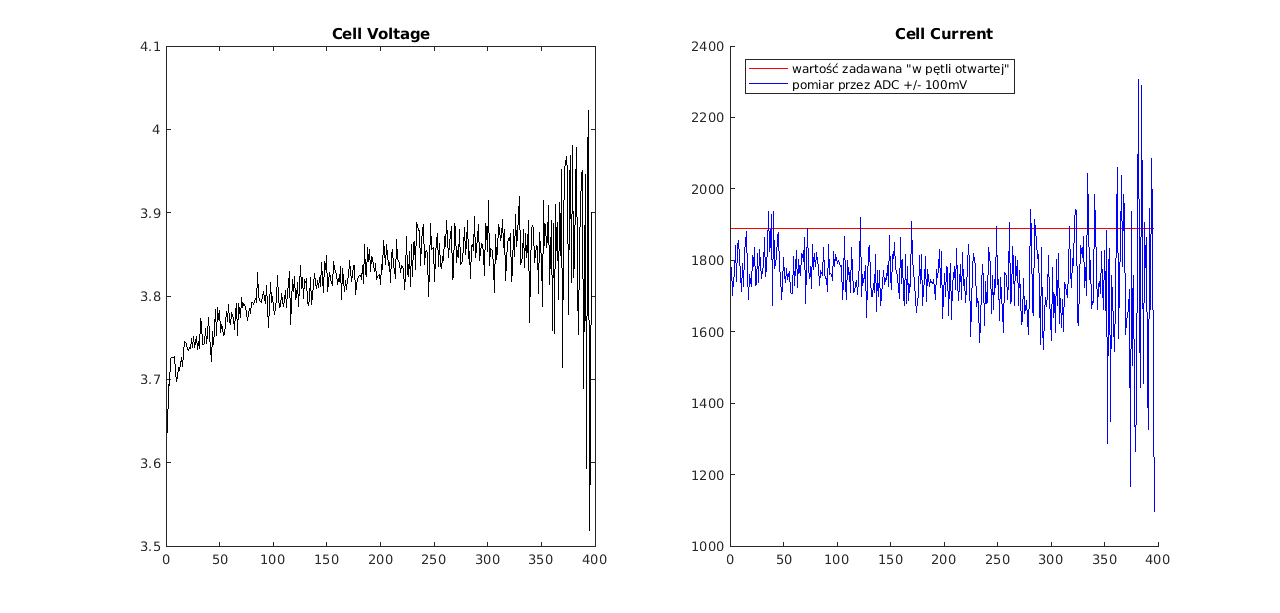 Cell Voltage
4.1
4
3.9
3.8
3.7
3.6
3.5
0 50 100 150 200 250 300 350 400
Cell Current
wartość zadawana "w pętli otwartej"
pomiar przez ADC +/- 100mV
2400
2200
2000
1800
1600
1400
1200
1000
0 50 100 150 200 250 300 350 400